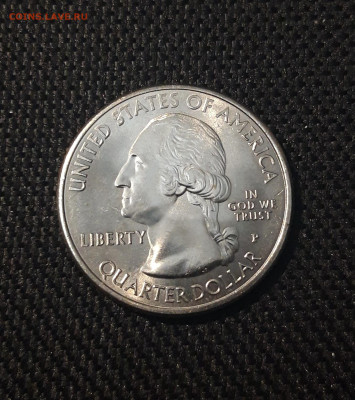 COINS.LAVE.RU
UNITED STATES OF AMERICA
IN
GOD WE
TRUST
LIBERTY
P
QUARTER DOLLAR